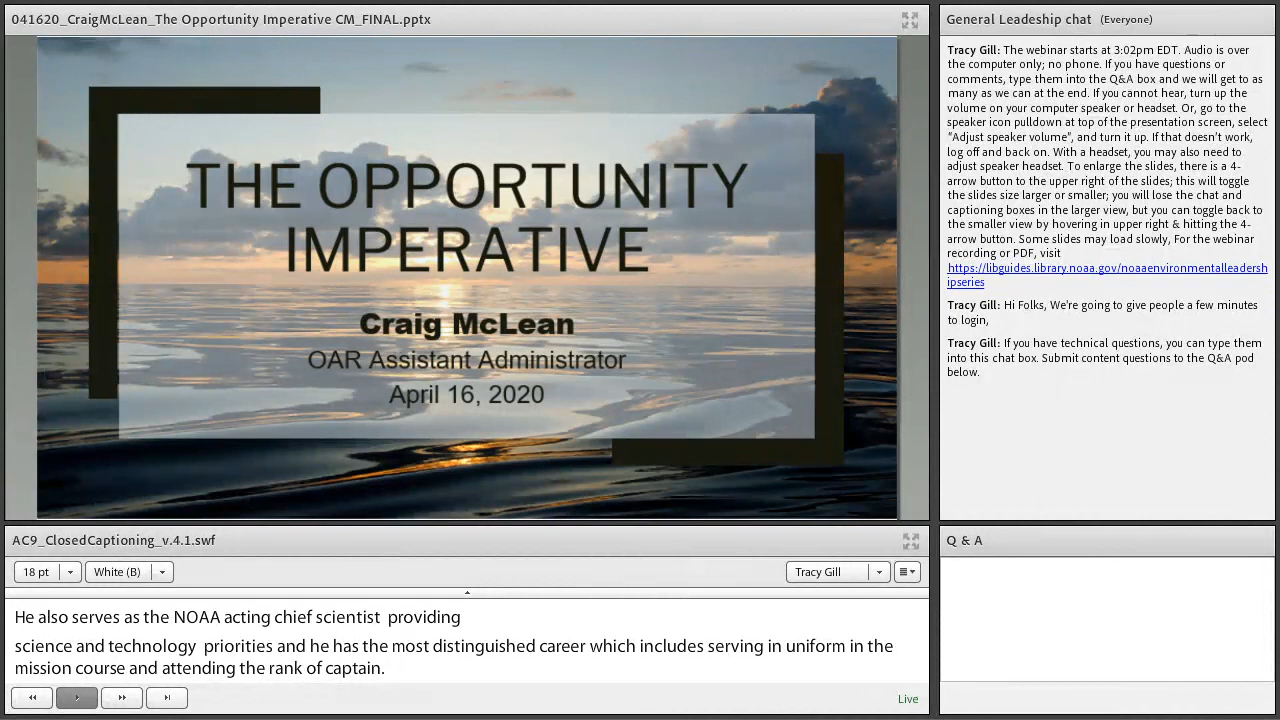 041620_CraigMcLean_The Opportunity Imperative CM_FINAL.pptx
THE OPPORTUNITY
IMPERATIVE
Craig McLean
OAR Assistant Administrator
April 16, 2020
General Leadership chat (Everyone)
Tracy Gill: The webinar starts at 3:02pm EDT. Audio is over
the computer only; no phone. If you have questions or
comments, type them into the Q&A box and we will get to as
many as we can at the end. If you cannot hear, turn up the
volume on your computer speaker or headset. Or, go to the
speaker icon pulldown at top of the presentation screen, select
"Adjust speaker volume", and turn it up. If that doesn't work,
log off and back on. With a headset, you may also need to
adjust speaker headset. To enlarge the slides, there is a 4-
arrow button to the upper right of the slides; this will toggle
the slides size larger or smaller; you will lose the chat and
captioning boxes in the larger view, but you can toggle back to
the smaller view by hovering in upper right & hitting the 4-
arrow button. Some slides may load slowly, For the webinar
recording or PDF, visit
https://libguides.library.noaa.gov/noaaenvironmentalleadersh
ipseries
Tracy Gill: Hi Folks, We're going to give people a few minutes
to login,
Tracy Gill: If you have technical questions, you can type them
into this chat box. Submit content questions to the Q&A pod
below.
AC9_ClosedCaptioning_v.4.1.swf
18 pt White (B) Tracy Gill
He also serves as the NOAA acting chief scientist providing
science and technology priorities and he has the most distinguished career which includes serving in uniform in the
mission course and attending the rank of captain.
Live
Q & A